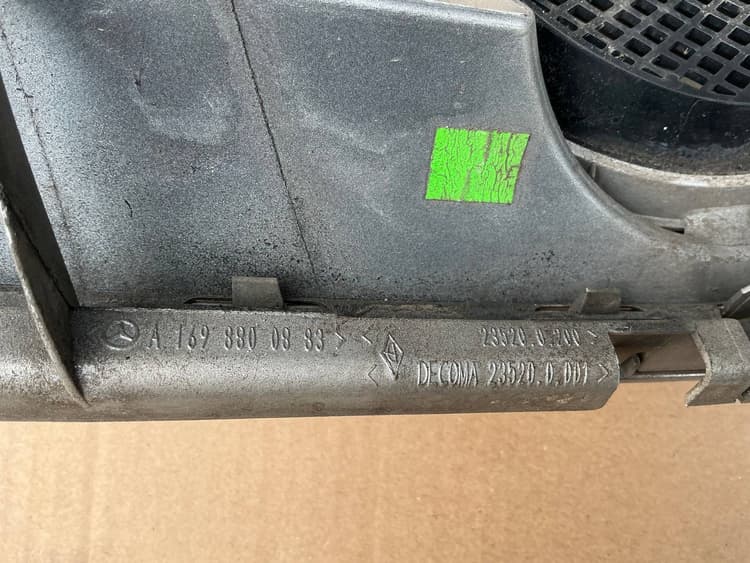 A 169 880 08 83 > < 23520.0.200 >
< DECOMA 23520.0.001 >